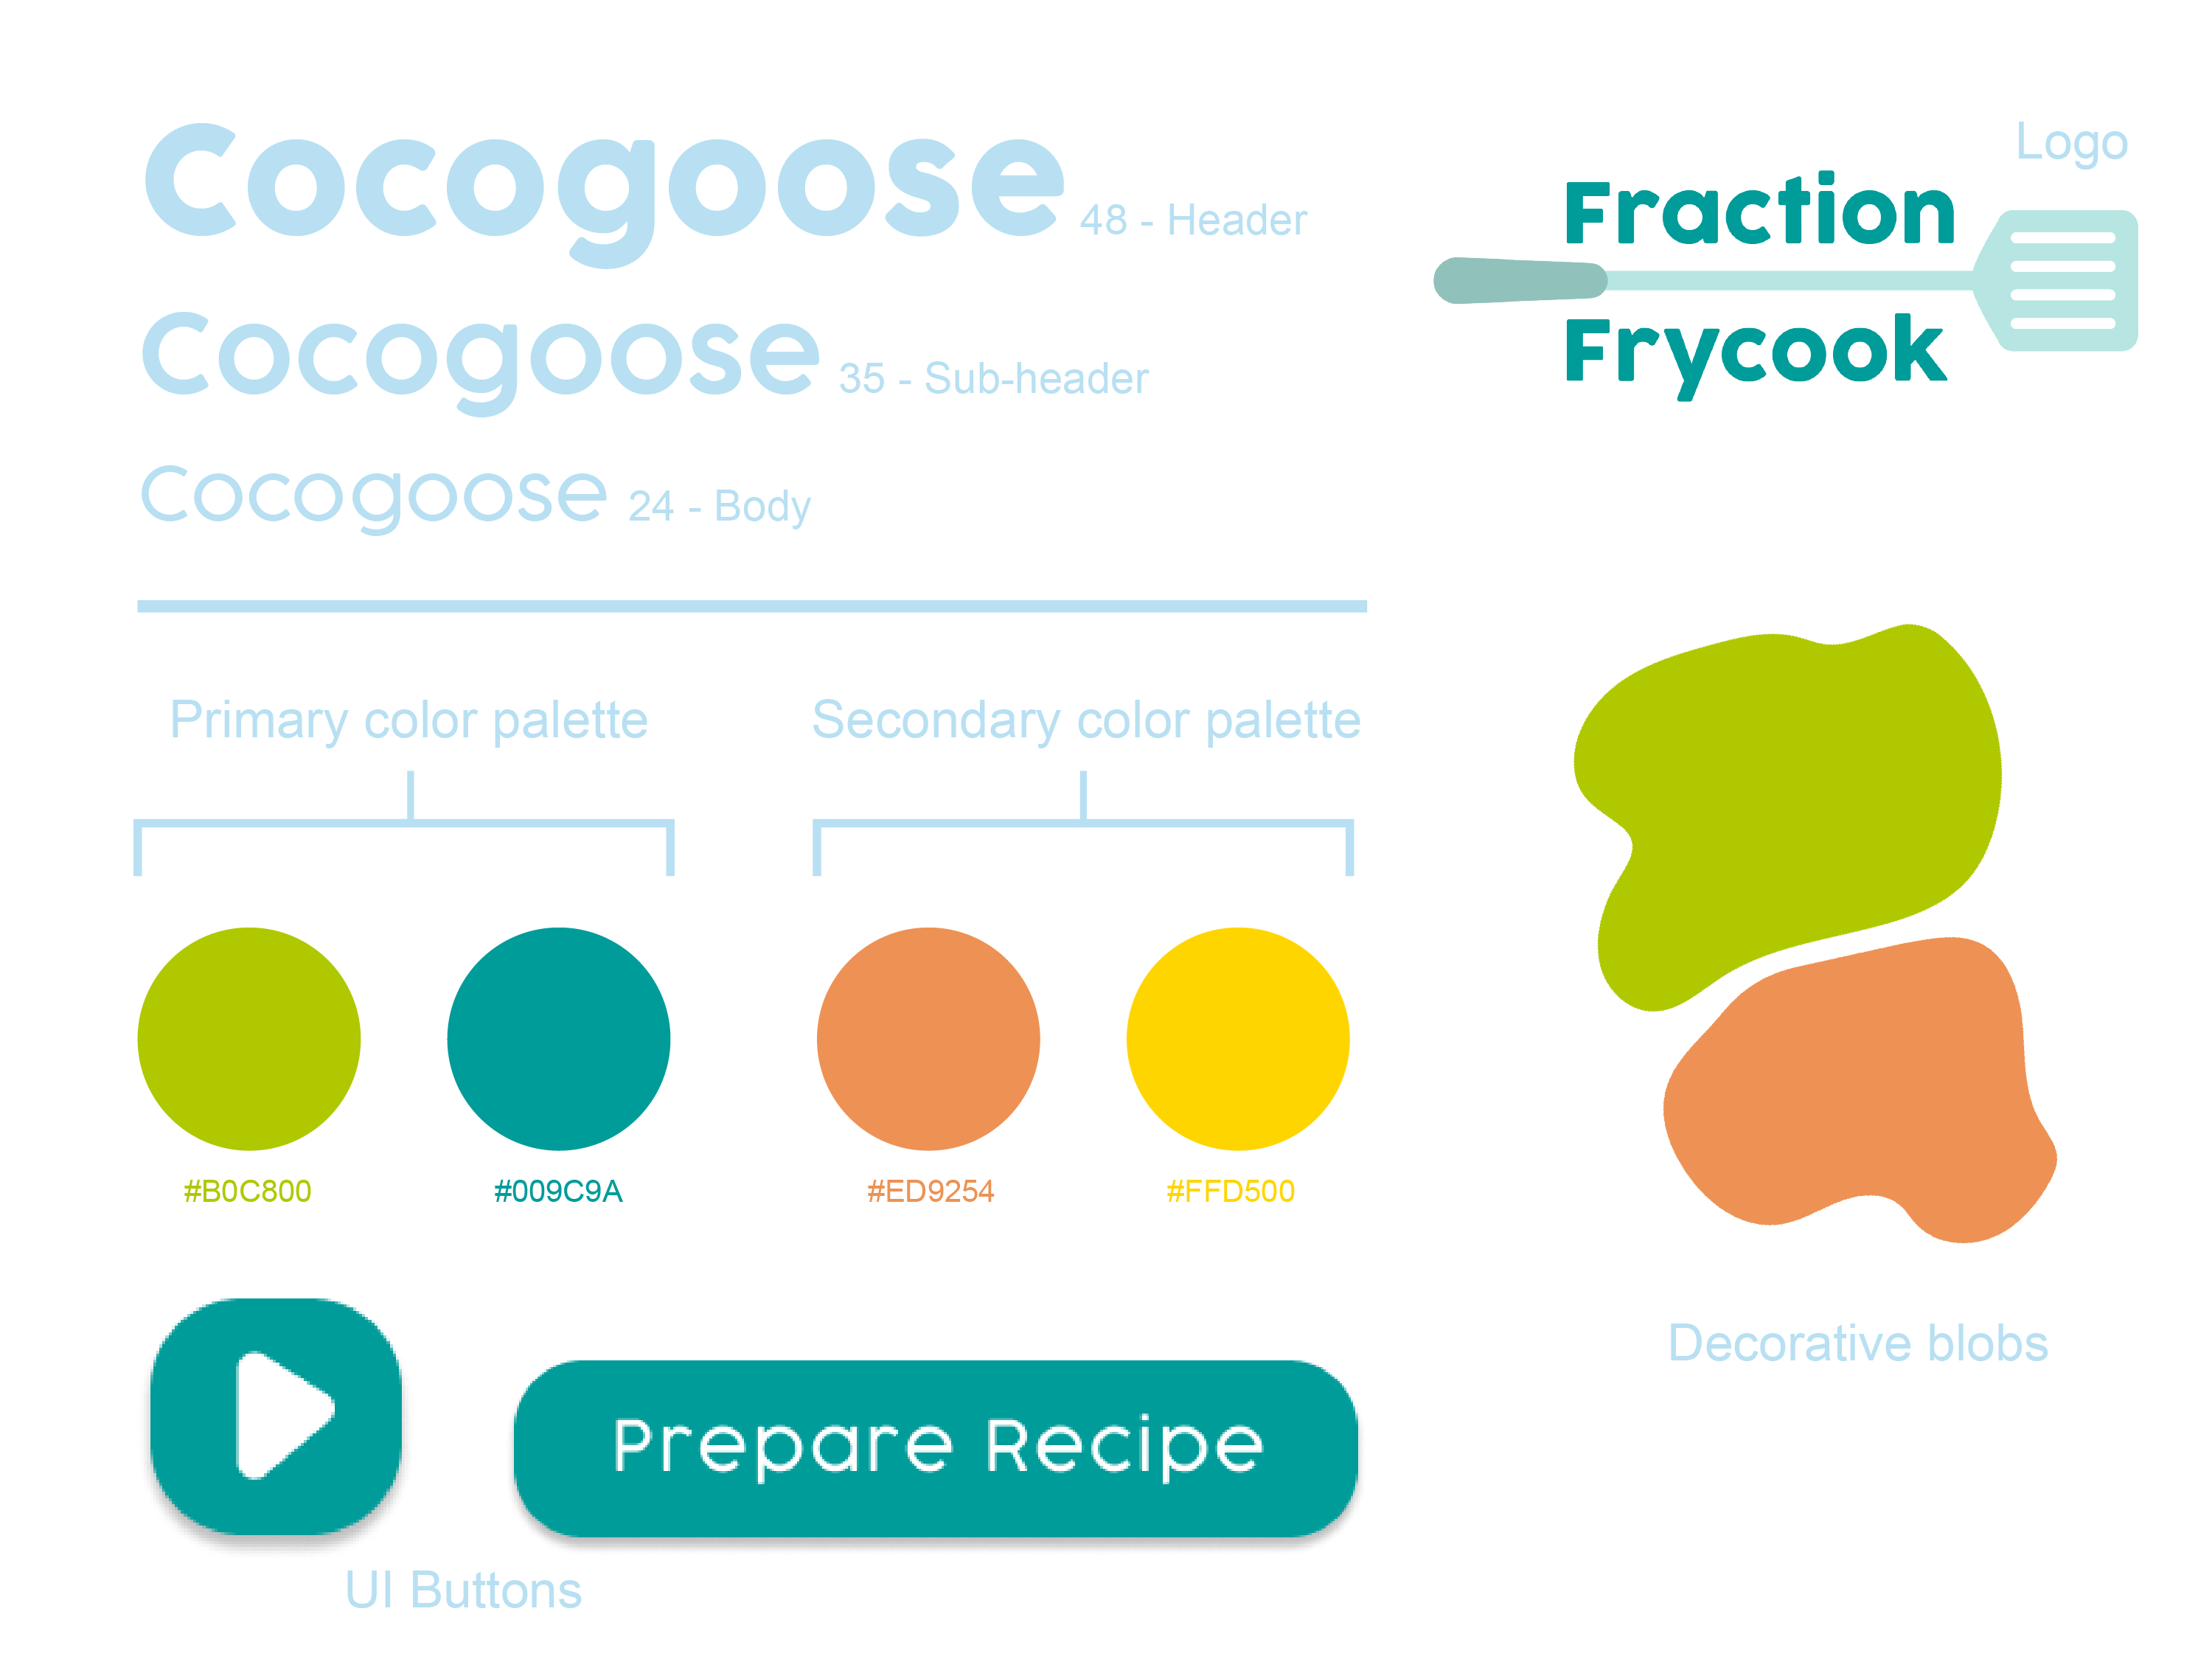 Cocogoose 48 - Header
Cocogoose 35 - Sub-header
Cocogoose 24 - Body
Logo
Fraction
Frycook
Primary color palette
Secondary color palette
#B0C800
#009C9A
#ED9254
#FFD500
Prepare Recipe
UI Buttons
Decorative blobs